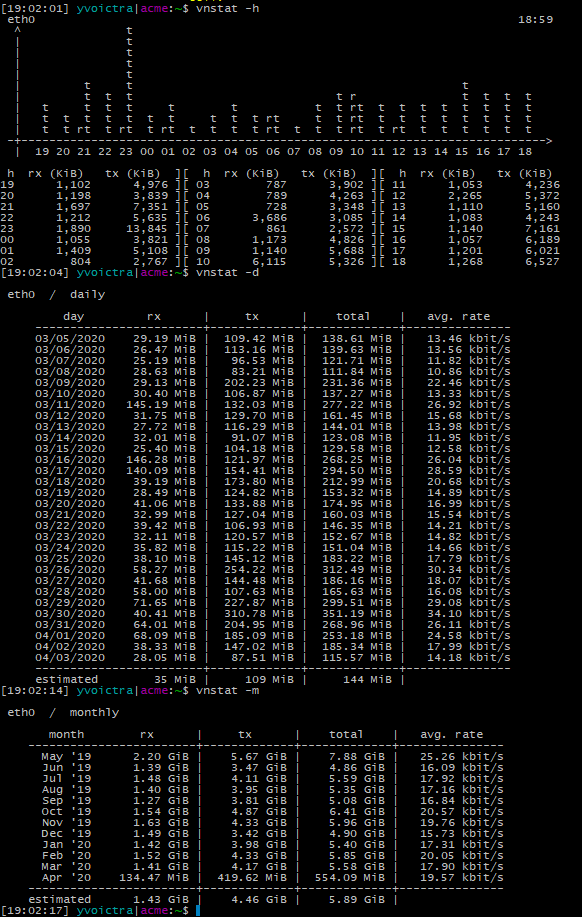 [19:02:01] yvoictra|acme:~$ vnstat -h
eth0 18:59
^ t
| t
| t
| t
| t
| t t t
| t t t t t t t
| t t t t t r t t t t
| t t t t t t t rt t t t t t
| t t t t t t t t t rt t t t t t t t
| t t t t t t t t rt t t rt t t t t t t t t
| t t rt t rt t t t rt t t rt t t t rt t t t t t t t
-+--------------------------------------------------------------------------->
| 19 20 21 22 23 00 01 02 03 04 05 06 07 08 09 10 11 12 13 14 15 16 17 18
h rx (KiB) tx (KiB) ][ h rx (KiB) tx (KiB) ][ h rx (KiB) tx (KiB)
19 1,102 4,976 ][ 03 787 3,902 ][ 11 1,053 4,236
20 1,198 3,839 ][ 04 789 4,263 ][ 12 2,265 5,372
21 1,697 7,351 ][ 05 728 3,348 ][ 13 1,110 5,160
22 1,212 5,635 ][ 06 3,686 3,085 ][ 14 1,083 4,243
23 1,890 13,845 ][ 07 861 2,572 ][ 15 1,140 7,161
00 1,055 3,821 ][ 08 1,173 4,826 ][ 16 1,057 6,189
01 1,409 5,108 ][ 09 1,140 5,688 ][ 17 1,201 6,021
02 804 2,767 ][ 10 6,115 5,326 ][ 18 1,268 6,527
[19:02:04] yvoictra|acme:~$ vnstat -d
eth0 / daily
day rx | tx | total | avg. rate
------------------------+-------------+-------------+---------------
03/05/2020 29.19 MiB | 109.42 MiB | 138.61 MiB | 13.46 kbit/s
03/06/2020 26.47 MiB | 113.16 MiB | 139.63 MiB | 13.56 kbit/s
03/07/2020 25.19 MiB | 96.53 MiB | 121.71 MiB | 11.82 kbit/s
03/08/2020 28.63 MiB | 83.21 MiB | 111.84 MiB | 10.86 kbit/s
03/09/2020 29.13 MiB | 202.23 MiB | 231.36 MiB | 22.46 kbit/s
03/10/2020 30.40 MiB | 106.87 MiB | 137.27 MiB | 13.33 kbit/s
03/11/2020 145.19 MiB | 132.03 MiB | 277.22 MiB | 26.92 kbit/s
03/12/2020 31.75 MiB | 129.70 MiB | 161.45 MiB | 15.68 kbit/s
03/13/2020 27.72 MiB | 116.29 MiB | 144.01 MiB | 13.98 kbit/s
03/14/2020 32.01 MiB | 91.07 MiB | 123.08 MiB | 11.95 kbit/s
03/15/2020 25.40 MiB | 104.18 MiB | 129.58 MiB | 12.58 kbit/s
03/16/2020 146.28 MiB | 121.97 MiB | 268.25 MiB | 26.04 kbit/s
03/17/2020 140.09 MiB | 154.41 MiB | 294.50 MiB | 28.59 kbit/s
03/18/2020 39.19 MiB | 173.80 MiB | 212.99 MiB | 20.68 kbit/s
03/19/2020 28.49 MiB | 124.82 MiB | 153.32 MiB | 14.89 kbit/s
03/20/2020 41.06 MiB | 133.88 MiB | 174.95 MiB | 16.99 kbit/s
03/21/2020 32.99 MiB | 127.04 MiB | 160.03 MiB | 15.54 kbit/s
03/22/2020 39.42 MiB | 106.93 MiB | 146.35 MiB | 14.21 kbit/s
03/23/2020 32.11 MiB | 120.57 MiB | 152.67 MiB | 14.82 kbit/s
03/24/2020 35.82 MiB | 115.22 MiB | 151.04 MiB | 14.66 kbit/s
03/25/2020 38.10 MiB | 145.12 MiB | 183.22 MiB | 17.79 kbit/s
03/26/2020 58.27 MiB | 254.22 MiB | 312.49 MiB | 30.34 kbit/s
03/27/2020 41.68 MiB | 144.48 MiB | 186.16 MiB | 18.07 kbit/s
03/28/2020 58.00 MiB | 107.63 MiB | 165.63 MiB | 16.08 kbit/s
03/29/2020 71.65 MiB | 227.87 MiB | 299.51 MiB | 29.08 kbit/s
03/30/2020 40.41 MiB | 310.78 MiB | 351.19 MiB | 34.10 kbit/s
03/31/2020 64.01 MiB | 204.95 MiB | 268.96 MiB | 26.11 kbit/s
04/01/2020 68.09 MiB | 185.09 MiB | 253.18 MiB | 24.58 kbit/s
04/02/2020 38.33 MiB | 147.02 MiB | 185.34 MiB | 17.99 kbit/s
04/03/2020 28.05 MiB | 87.51 MiB | 115.57 MiB | 14.18 kbit/s
------------------------+-------------+-------------+---------------
estimated 35 MiB | 109 MiB | 144 MiB |
[19:02:14] yvoictra|acme:~$ vnstat -m
eth0 / monthly
month rx | tx | total | avg. rate
------------------------+-------------+-------------+---------------
May '19 2.20 GiB | 5.67 GiB | 7.88 GiB | 25.26 kbit/s
Jun '19 1.39 GiB | 3.47 GiB | 4.86 GiB | 16.09 kbit/s
Jul '19 1.48 GiB | 4.11 GiB | 5.59 GiB | 17.92 kbit/s
Aug '19 1.40 GiB | 3.95 GiB | 5.35 GiB | 17.16 kbit/s
Sep '19 1.27 GiB | 3.81 GiB | 5.08 GiB | 16.84 kbit/s
Oct '19 1.54 GiB | 4.87 GiB | 6.41 GiB | 20.57 kbit/s
Nov '19 1.63 GiB | 4.33 GiB | 5.96 GiB | 19.76 kbit/s
Dec '19 1.49 GiB | 3.42 GiB | 4.90 GiB | 15.73 kbit/s
Jan '20 1.42 GiB | 3.98 GiB | 5.40 GiB | 17.31 kbit/s
Feb '20 1.52 GiB | 4.33 GiB | 5.85 GiB | 20.05 kbit/s
Mar '20 1.41 GiB | 4.17 GiB | 5.58 GiB | 17.90 kbit/s
Apr '20 134.47 MiB | 419.62 MiB | 554.09 MiB | 19.57 kbit/s
------------------------+-------------+-------------+---------------
estimated 1.43 GiB | 4.46 GiB | 5.89 GiB |
[19:02:17] yvoictra|acme:~$